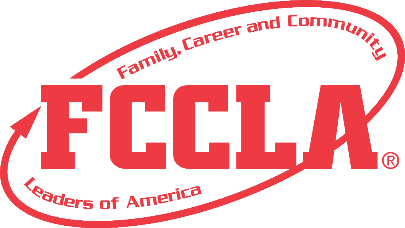 Family, Career and Community
FCCLA®
Leaders of America